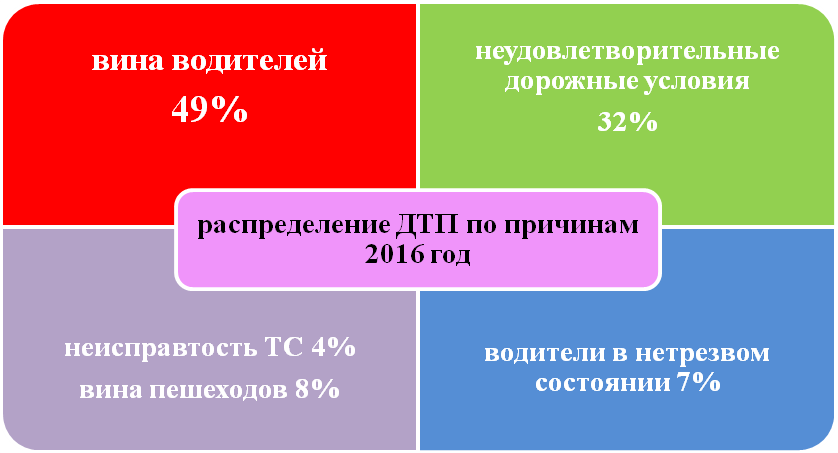 вина водителей
49%
неудовлетворительные
дорожные условия
32%
распределение ДТП по причинам
2016 год
неисправтость ТС 4%
вина пешеходов 8%
водители в нетрезвом
состоянии 7%